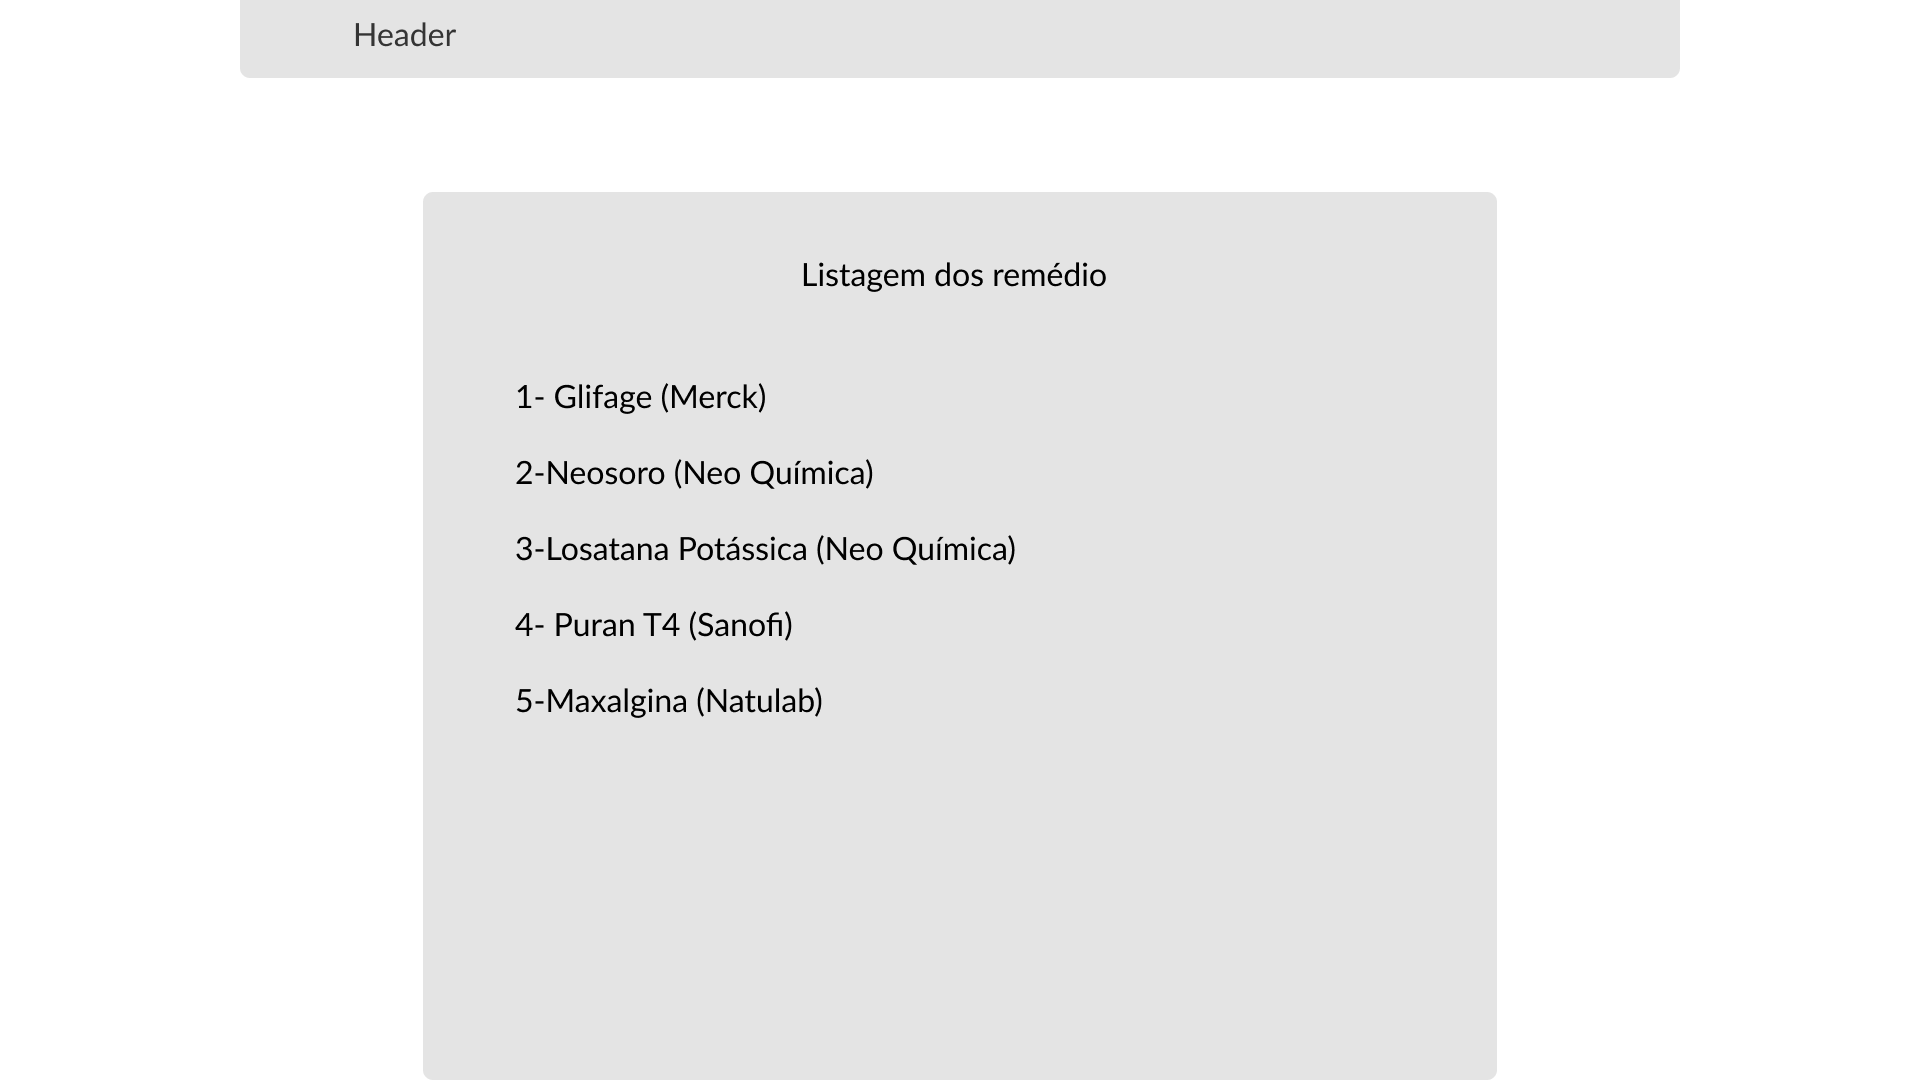 Header
Listagem dos remédio
1- Glifage (Merck)
2-Neosoro (Neo Química)
3-Losatana Potássica (Neo Química)
4- Puran T4 (Sanofi)
5-Maxalgina (Natulab)